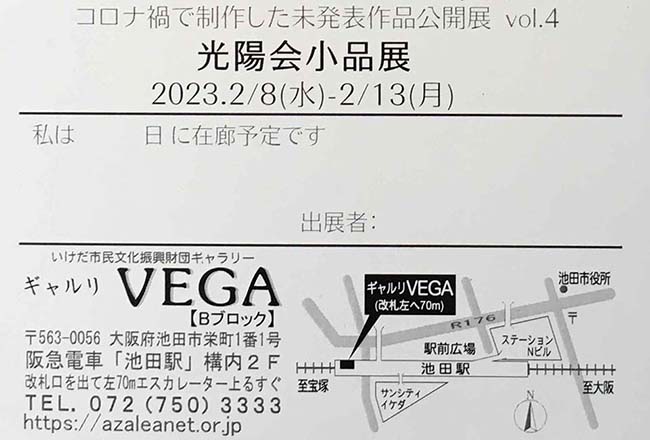 コロナ禍で制作した未発表作品公開展 vol.4
光陽会小品展
2023.2/8(水)-2/13(月)
私は　　　日に在廊予定です
出展者:
いけだ市民文化振興財団ギャラリー
ギャルリ VEGA
【Bブロック】
〒563-0056 大阪府池田市栄町1番1号
阪急電車「池田駅」構内2F
改札口を出て左70mエスカレーター上るすぐ
TEL. 072 (750) 3333
https://azaleanet.or.jp
ギャルリVEGA
(改札左へ70m)
池田市役所
〒
R176
駅前広場
ステーション
Nビル
池田駅
至宝塚
至大阪
サンシティ
イケダ
N